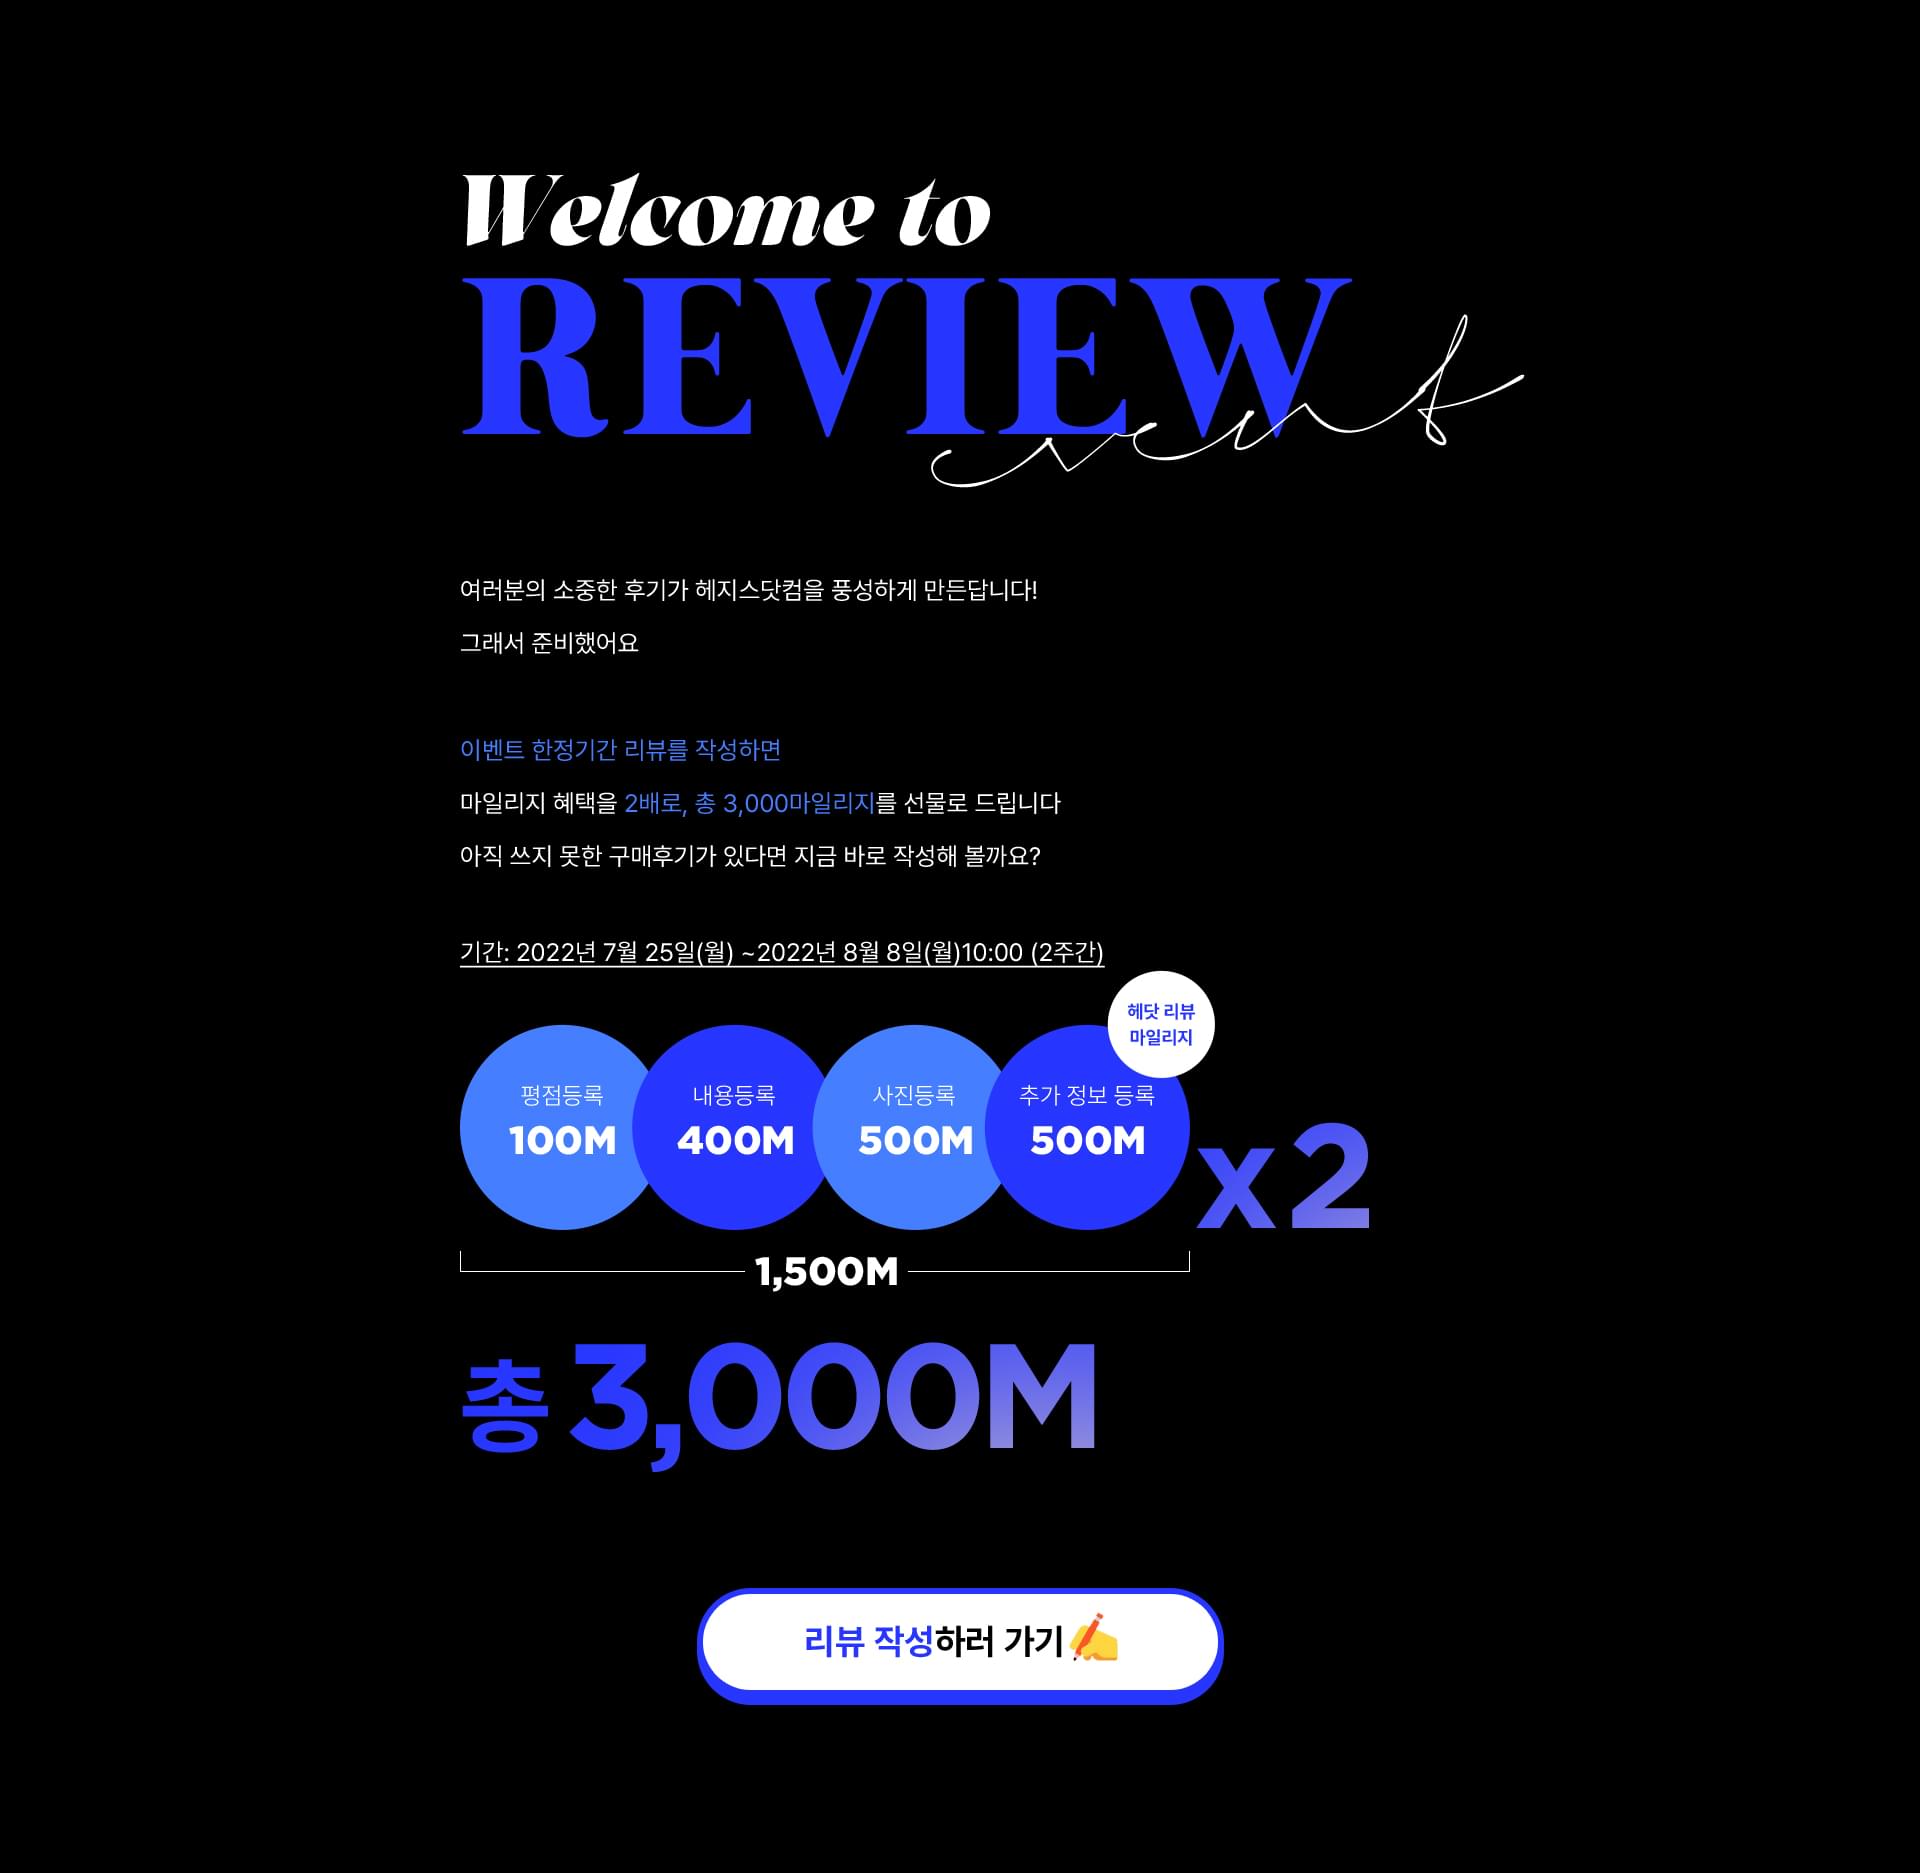 Welcome to
REVIEW
여러분의 소중한 후기가 헤지스닷컴을 풍성하게 만든답니다!
그래서 준비했어요
이벤트 한정기간 리뷰를 작성하면
마일리지 혜택을 2배로, 총 3,000마일리지를 선물로 드립니다
아직 쓰지 못한 구매후기가 있다면 지금 바로 작성해 볼까요?
기간: 2022년 7월 25일(월) ~2022년 8월 8일(월)10:00 (2주간)
헤닷 리뷰
마일리지
평점등록
100M
내용등록
400M
사진등록
500M
추가 정보 등록
500M
x2
1,500M
총 3,000M
리뷰 작성하러 가기